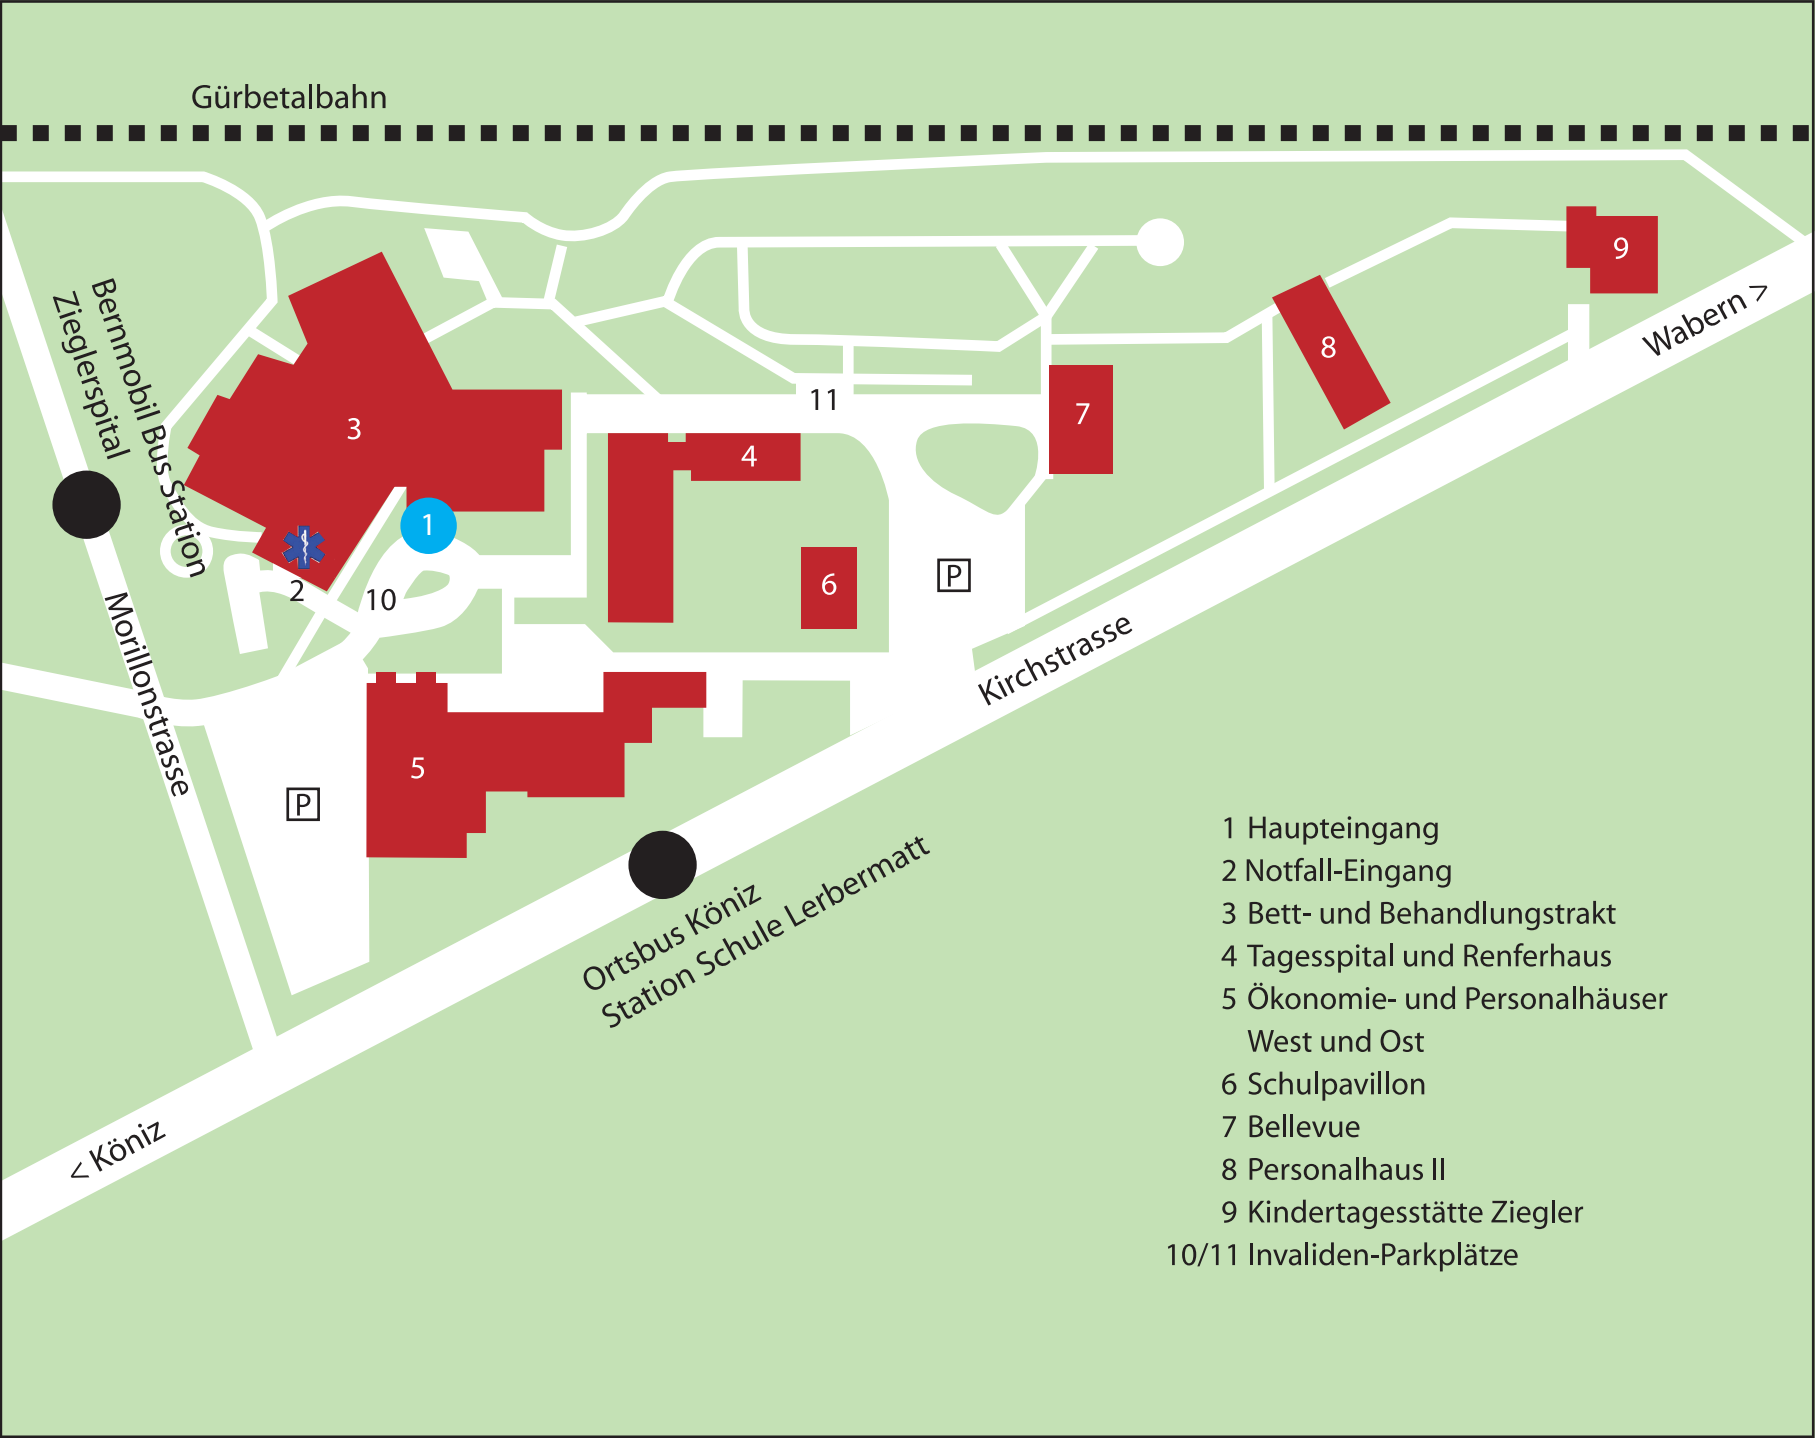 Gürbetalbahn
Bernmobil Bus Station
Zieglerspital
Morillonstrasse
Kirchstrasse
Wabern >
< Köniz
Ortsbus Köniz
Station Schule Lerbermatt
9
8
7
11
3
4
1
6
P
2
10
5
P
1 Haupteingang
2 Notfall-Eingang
3 Bett- und Behandlungstrakt
4 Tagesspital und Renferhaus
5 Ökonomie- und Personalhäuser
West und Ost
6 Schulpavillon
7 Bellevue
8 Personalhaus II
9 Kindertagesstätte Ziegler
10/11 Invaliden-Parkplätze